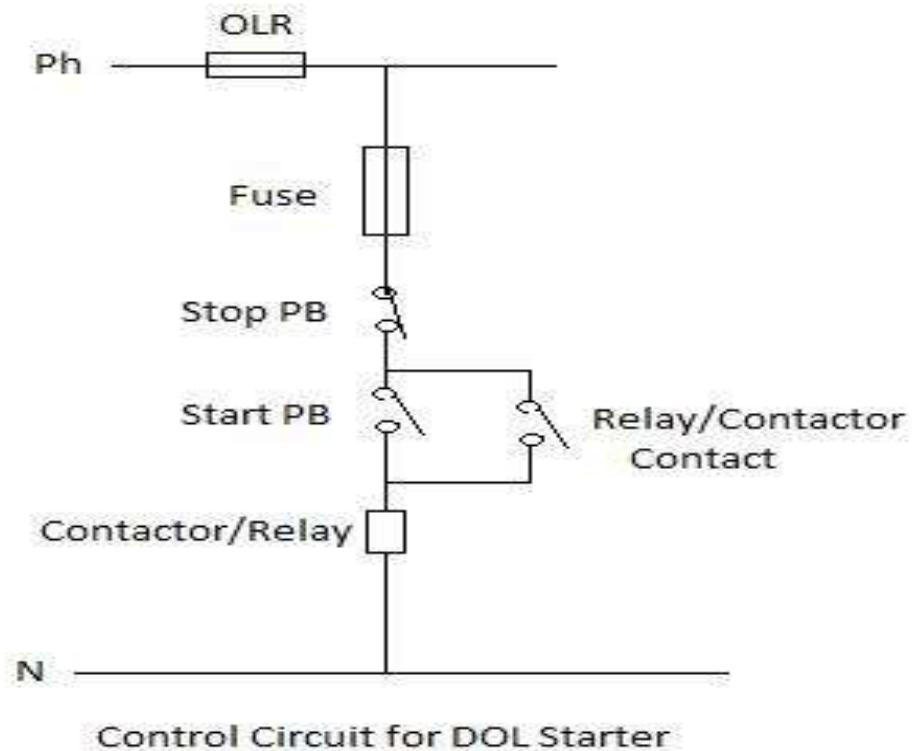 OLR
Ph
Fuse
Stop PB
Start PB
Relay/Contactor
Contact
Contactor/Relay
N
Control Circuit for DOL Starter